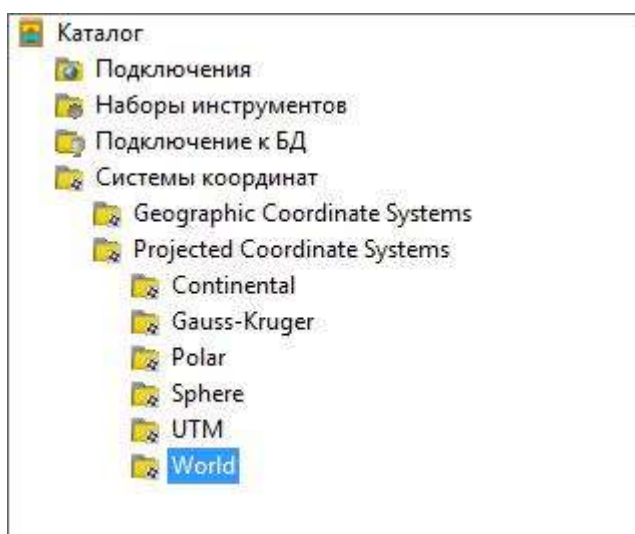 Каталог
Подключения
Наборы инструментов
Подключение к БД
Системы координат
Geographic Coordinate Systems
Projected Coordinate Systems
Continental
Gauss-Kruger
Polar
Sphere
UTM
World